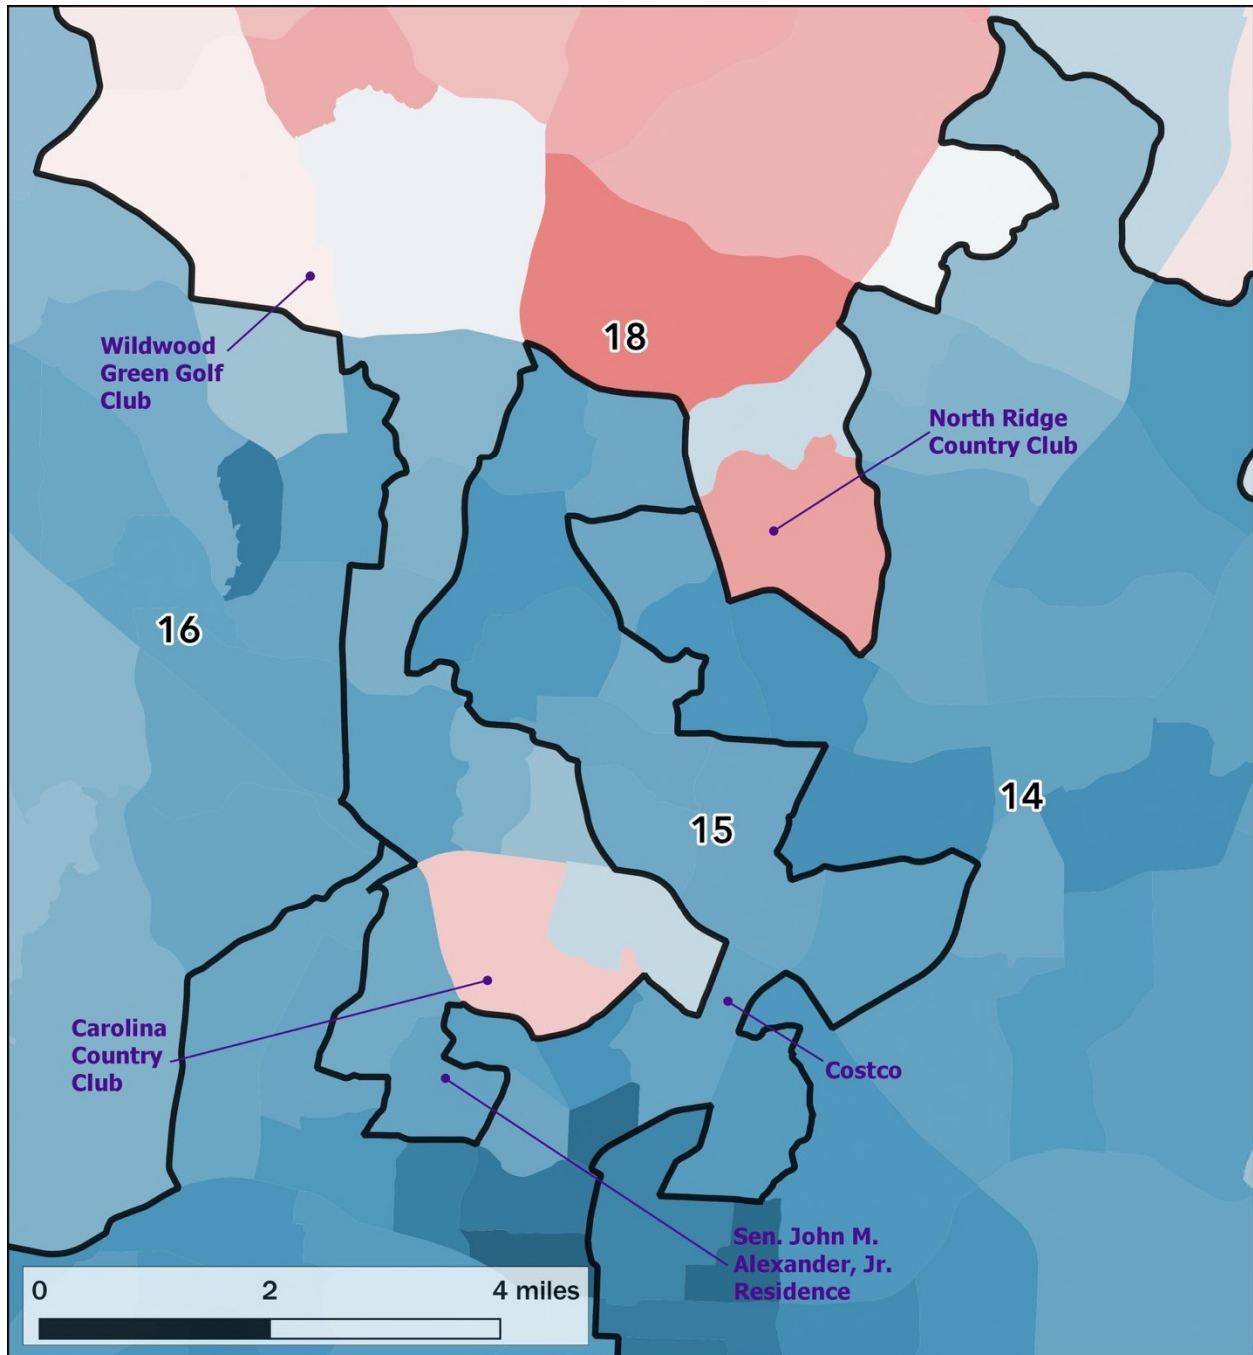 18
Wildwood
Green Golf
Club
North Ridge
Country Club
16
14
15
Carolina
Country
Club
Costco
Sen. John M.
Alexander, Jr.
Residence
0 2 4 miles